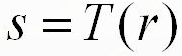 s = T(r)